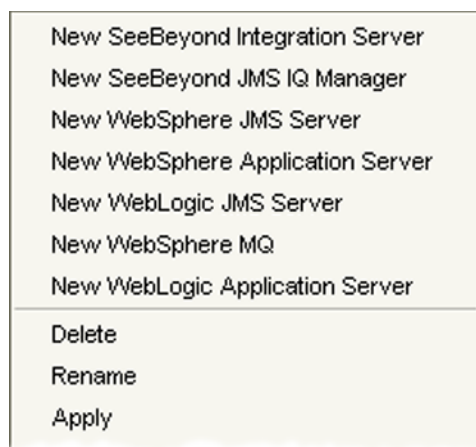 New SeeBeyond Integration Server
New SeeBeyond JMS IQ Manager
New WebSphere JMS Server
New WebSphere Application Server
New WebLogic JMS Server
New WebSphere MQ
New WebLogic Application Server
Delete
Rename
Apply